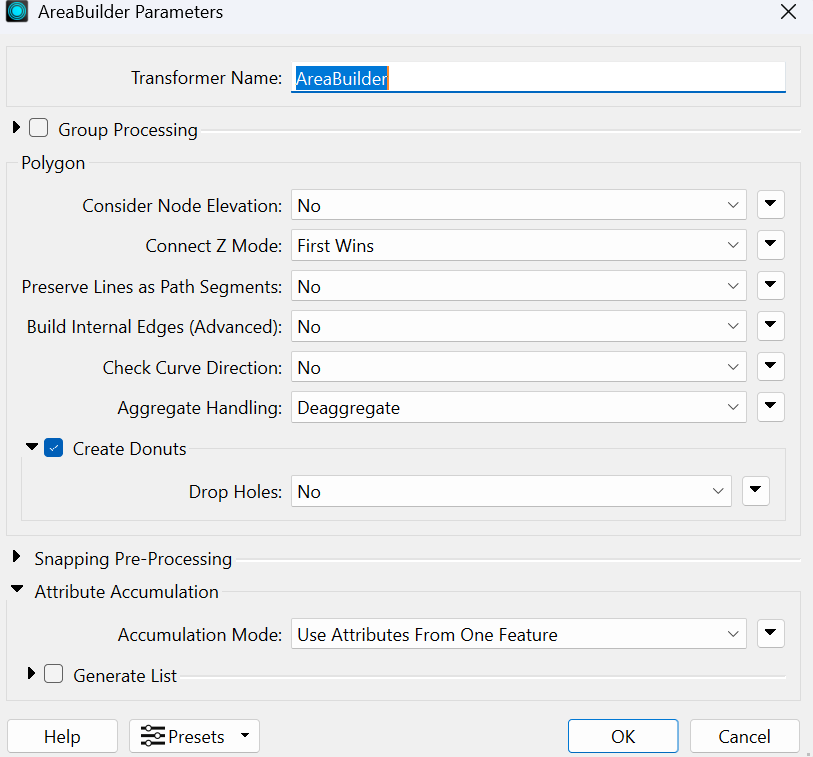 AreaBuilder Parameters
Transformer Name: AreaBuilder
Group Processing
Polygon
Consider Node Elevation: No
Connect Z Mode: First Wins
Preserve Lines as Path Segments: No
Build Internal Edges (Advanced): No
Check Curve Direction: No
Aggregate Handling: Deaggregate
Create Donuts
Drop Holes: No
Snapping Pre-Processing
Attribute Accumulation
Accumulation Mode: Use Attributes From One Feature
Generate List
Help Presets OK Cancel